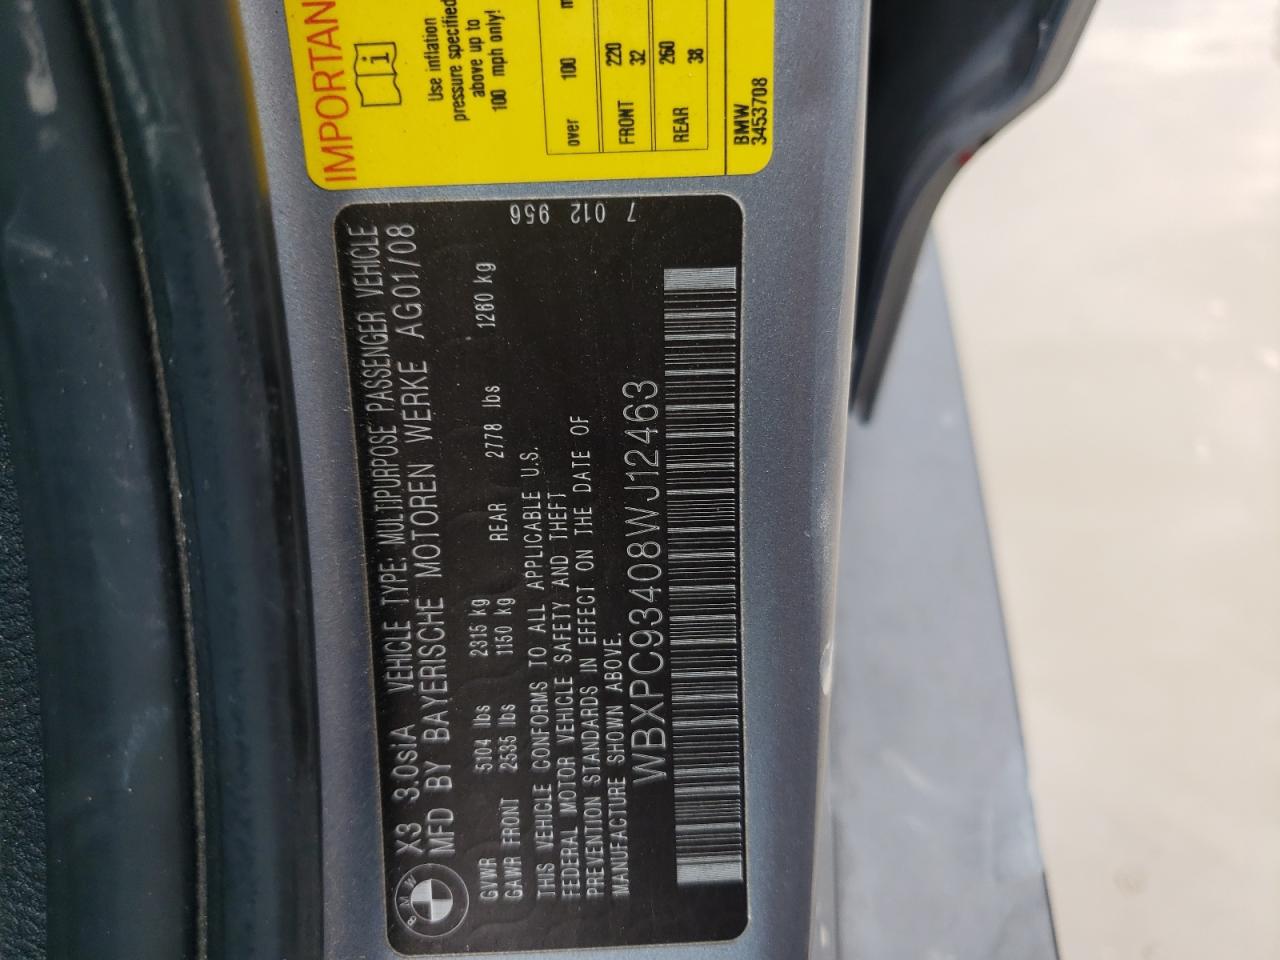 B M W
X3 3.0siA VEHICLE TYPE: MULTIPURPOSE PASSENGER VEHICLE
MFD BY BAYERISCHE MOTOREN WERKE AG01/08
GVWR 5104 lbs 2315 kg
GAWR FRONT 2535 lbs 1150 kg REAR 2778 lbs 1260 kg
THIS VEHICLE CONFORMS TO ALL APPLICABLE U.S.
FEDERAL MOTOR VEHICLE SAFETY AND THEFT
PREVENTION STANDARDS IN EFFECT ON THE DATE OF
MANUFACTURE SHOWN ABOVE.
WBXPC93408WJ12463
7 012 956
IMPORTAN
i
Use inflation
pressure specified
above up to
100 mph only!
over 100 m
FRONT 220
32
REAR 260
38
BMW
3453708